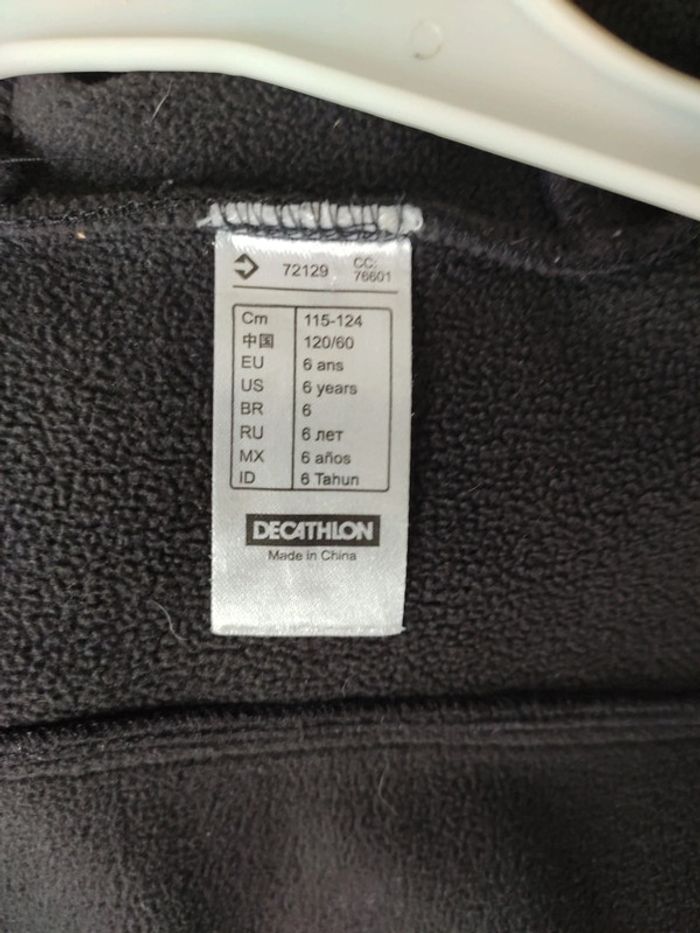 72129 CC: 76601
Cm 115-124
中国 120/60
EU 6 ans
US 6 years
BR 6
RU 6 лет
MX 6 años
ID 6 Tahun
DECATHLON
Made in China